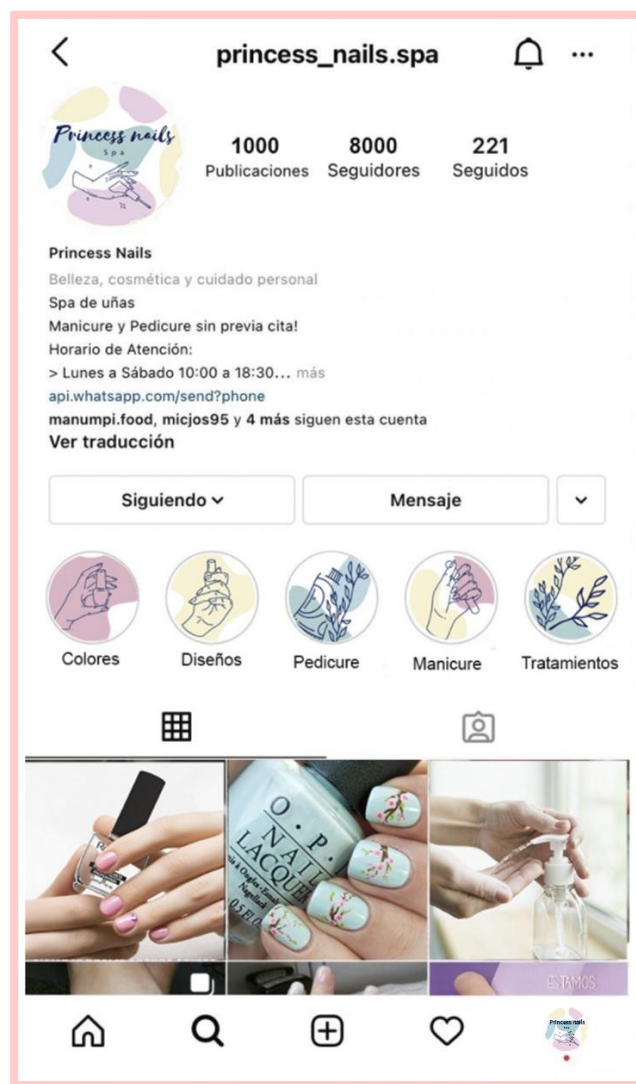 princess_nails.spa
Princess nails
Spa
1000 8000 221
Publicaciones Seguidores Seguidos
Princess Nails
Belleza, cosmética y cuidado personal
Spa de uñas
Manicure y Pedicure sin previa cita!
Horario de Atención:
> Lunes a Sábado 10:00 a 18:30... más
api.whatsapp.com/send?phone
manumpi.food, micjos95 y 4 más siguen esta cuenta
Ver traducción
Siguiendo Mensaje
Colores Diseños Pedicure Manicure Tratamientos
O.P.
NAIL
LACQUER
Nagellack
ESTAMOS
Princess nails